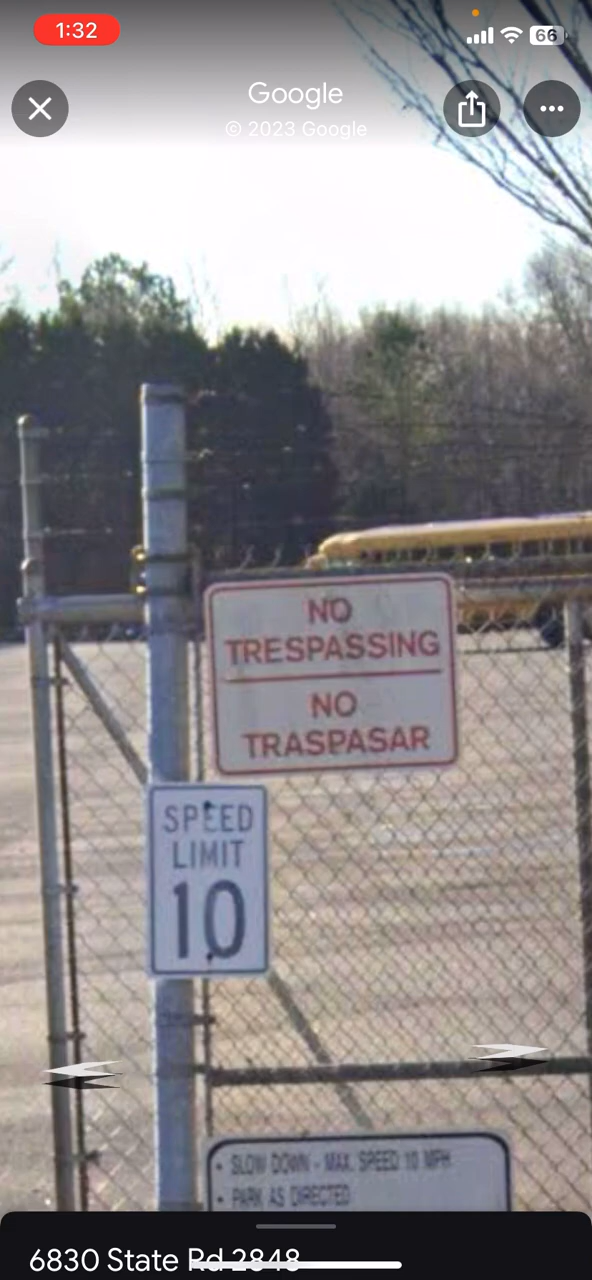 1:32
66
Google
© 2023 Google
NO
TRESPASSING
NO
TRASPASAR
SPEED
LIMIT
10
• SLOW DOWN - MAX. SPEED 10 MPH
• PARK AS DIRECTED
6830 State Rd 2848